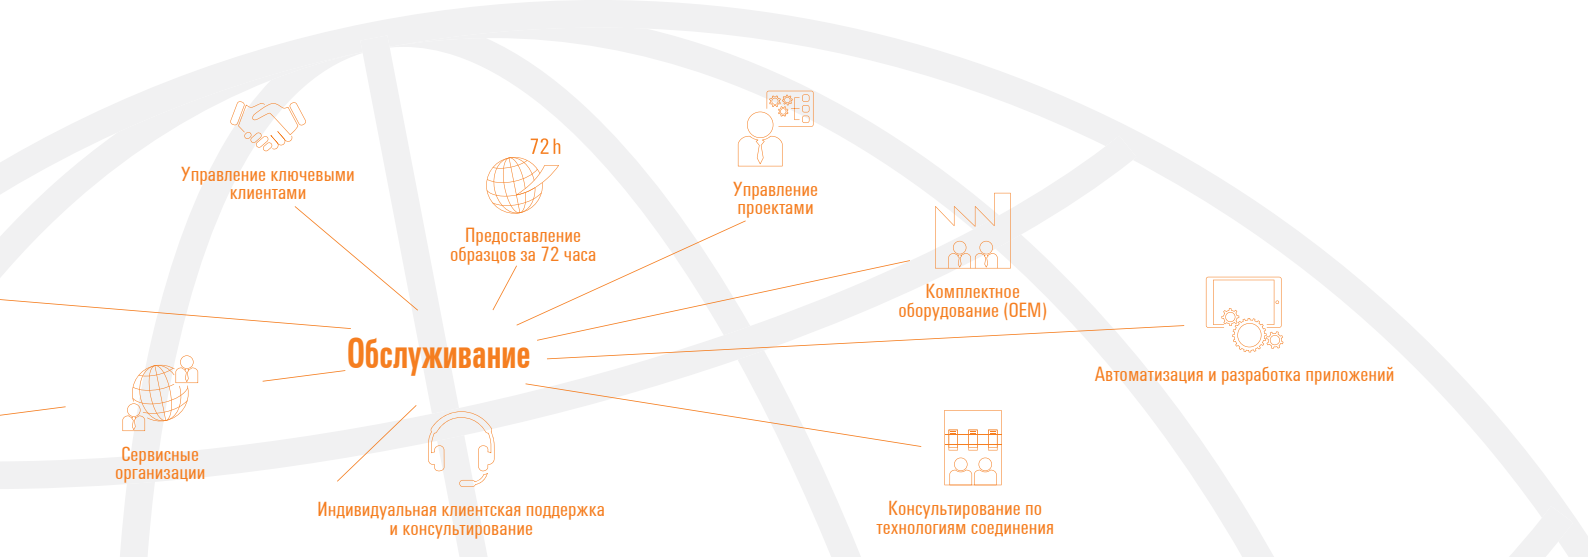 Управление ключевыми
клиентами
72 h
Предоставление
образцов за 72 часа
Управление
проектами
Комплектное
оборудование (OEM)
Автоматизация и разработка приложений
Обслуживание
Сервисные
организации
Индивидуальная клиентская поддержка
и консультирование
Консультирование по
технологиям соединения